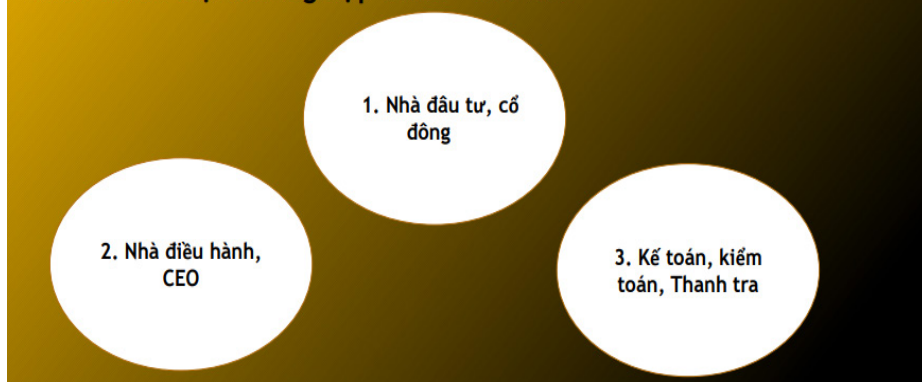 1. Nhà đâu tư, cổ
đông
2. Nhà điều hành,
CEO
3. Kế toán, kiểm
toán, Thanh tra